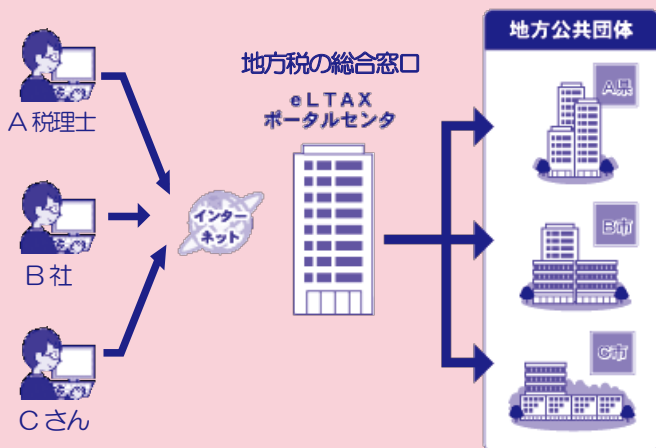 A税理士
B社
Cさん
インター
ネット
地方税の総合窓口
eLTAX
ポータルセンタ
地方公共団体
A県
B市
C市